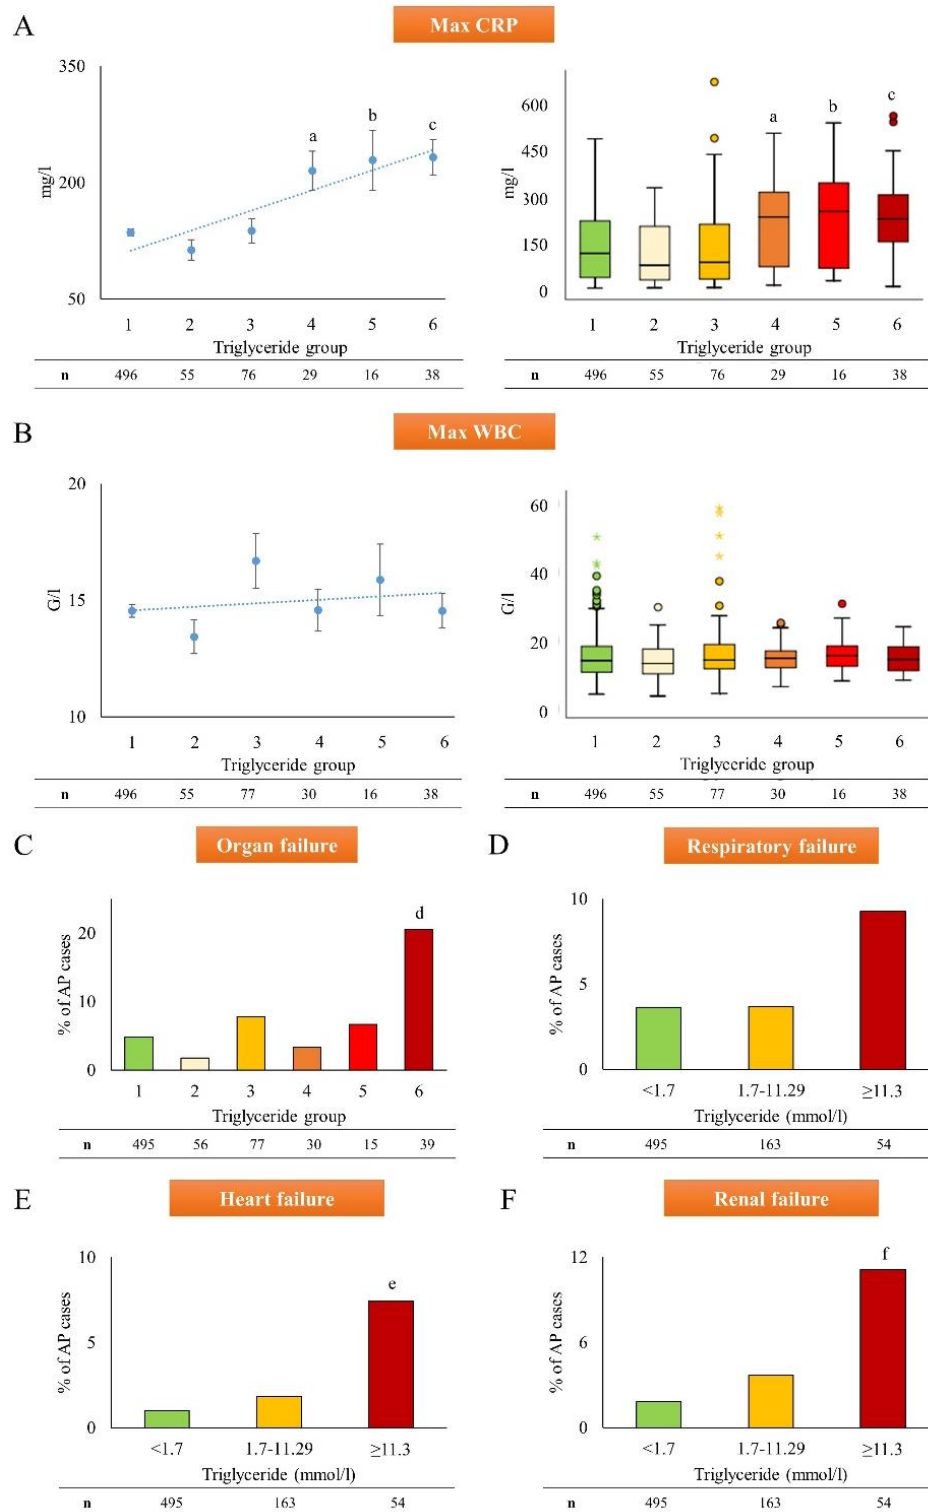 A
Max CRP
350
200
50
mg/l
a
b
c
1 2 3 4 5 6
Triglyceride group
n 496 55 76 29 16 38
600
450
300
150
0
mg/l
a
b
c
1 2 3 4 5 6
Triglyceride group
n 496 55 76 29 16 38
B
Max WBC
20
15
10
G/l
1 2 3 4 5 6
Triglyceride group
n 496 55 77 30 16 38
60
40
20
0
G/l
1 2 3 4 5 6
Triglyceride group
n 496 55 77 30 16 38
C
Organ failure
20
10
0
% of AP cases
d
1 2 3 4 5 6
Triglyceride group
n 495 56 77 30 15 39
D
Respiratory failure
10
5
0
% of AP cases
<1.7 1.7-11.29 ≥11.3
Triglyceride (mmol/l)
n 495 163 54
E
Heart failure
10
5
0
% of AP cases
e
<1.7 1.7-11.29 ≥11.3
Triglyceride (mmol/l)
n 495 163 54
F
Renal failure
12
6
0
% of AP cases
f
<1.7 1.7-11.29 ≥11.3
Triglyceride (mmol/l)
n 495 163 54